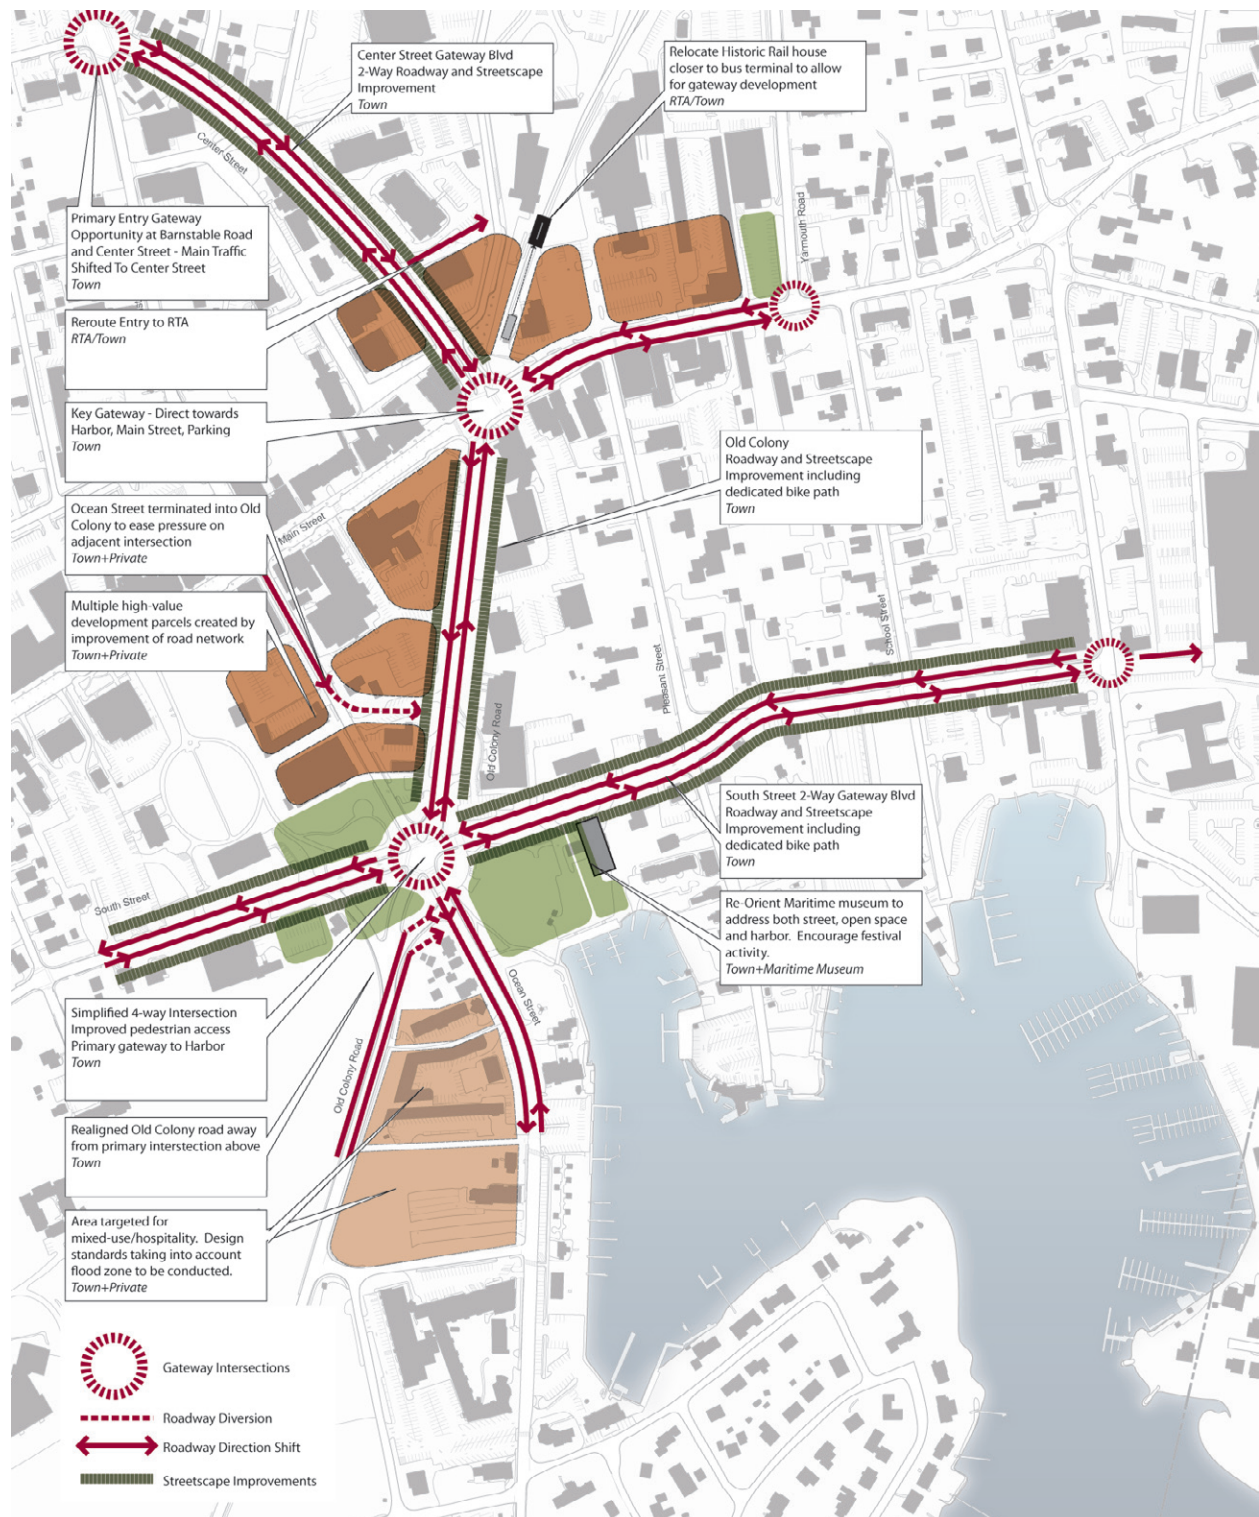 Center Street Gateway Blvd
2-Way Roadway and Streetscape
Improvement
Town
Relocate Historic Rail house
closer to bus terminal to allow
for gateway development
RTA/Town
Center Street
Yarmouth Road
Primary Entry Gateway
Opportunity at Barnstable Road
and Center Street - Main Traffic
Shifted To Center Street
Town
Reroute Entry to RTA
RTA/Town
Key Gateway - Direct towards
Harbor, Main Street, Parking
Town
Old Colony
Roadway and Streetscape
Improvement including
dedicated bike path
Town
Ocean Street terminated into Old
Colony to ease pressure on
adjacent intersection
Town+Private
Main Street
Multiple high-value
development parcels created by
improvement of road network
Town+Private
School Street
Pleasant Street
Old Colony Road
South Street 2-Way Gateway Blvd
Roadway and Streetscape
Improvement including
dedicated bike path
Town
South Street
Re-Orient Maritime museum to
address both street, open space
and harbor.  Encourage festival
activity.
Town+Maritime Museum
Ocean Street
Simplified 4-way Intersection
Improved pedestrian access
Primary gateway to Harbor
Town
Old Colony Road
Realigned Old Colony road away
from primary interstection above
Town
Area targeted for
mixed-use/hospitality.  Design
standards taking into account
flood zone to be conducted.
Town+Private
Gateway Intersections
Roadway Diversion
Roadway Direction Shift
Streetscape Improvements